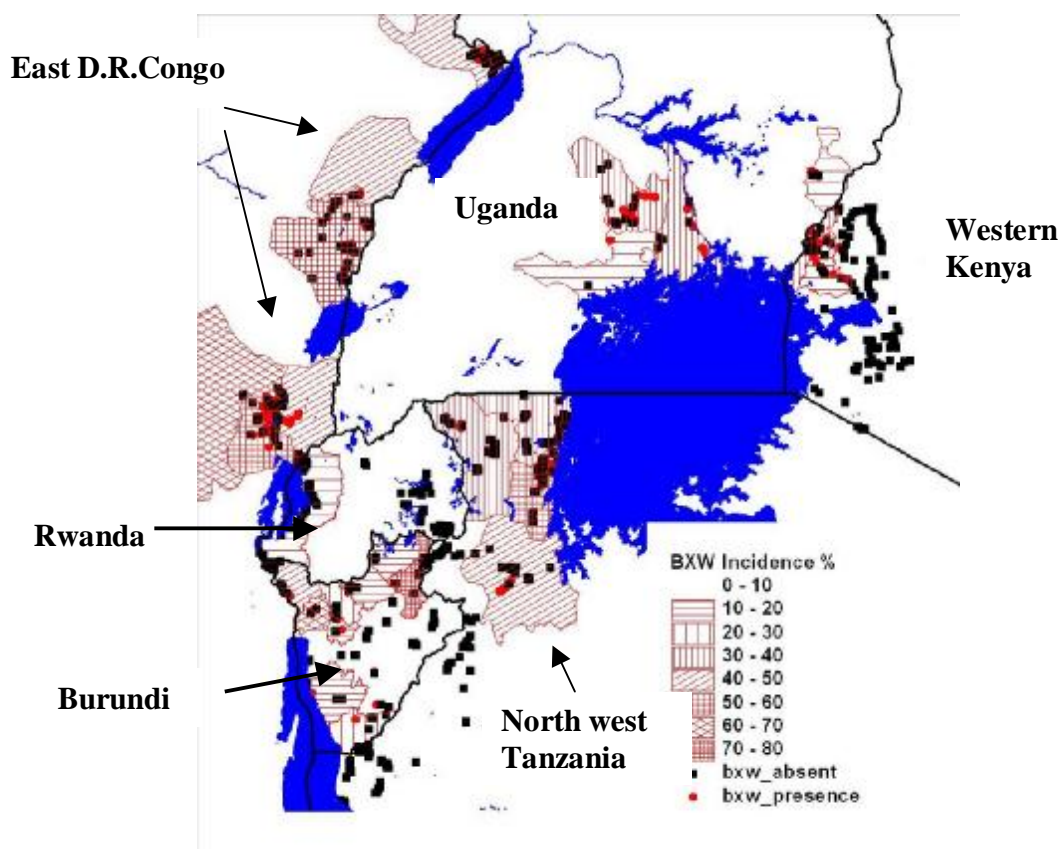 East D.R.Congo
Uganda
Western
Kenya
Rwanda
Burundi
North west
Tanzania
BXW Incidence %
0 - 10
10 - 20
20 - 30
30 - 40
40 - 50
50 - 60
60 - 70
70 - 80
bxw_absent
bxw_presence